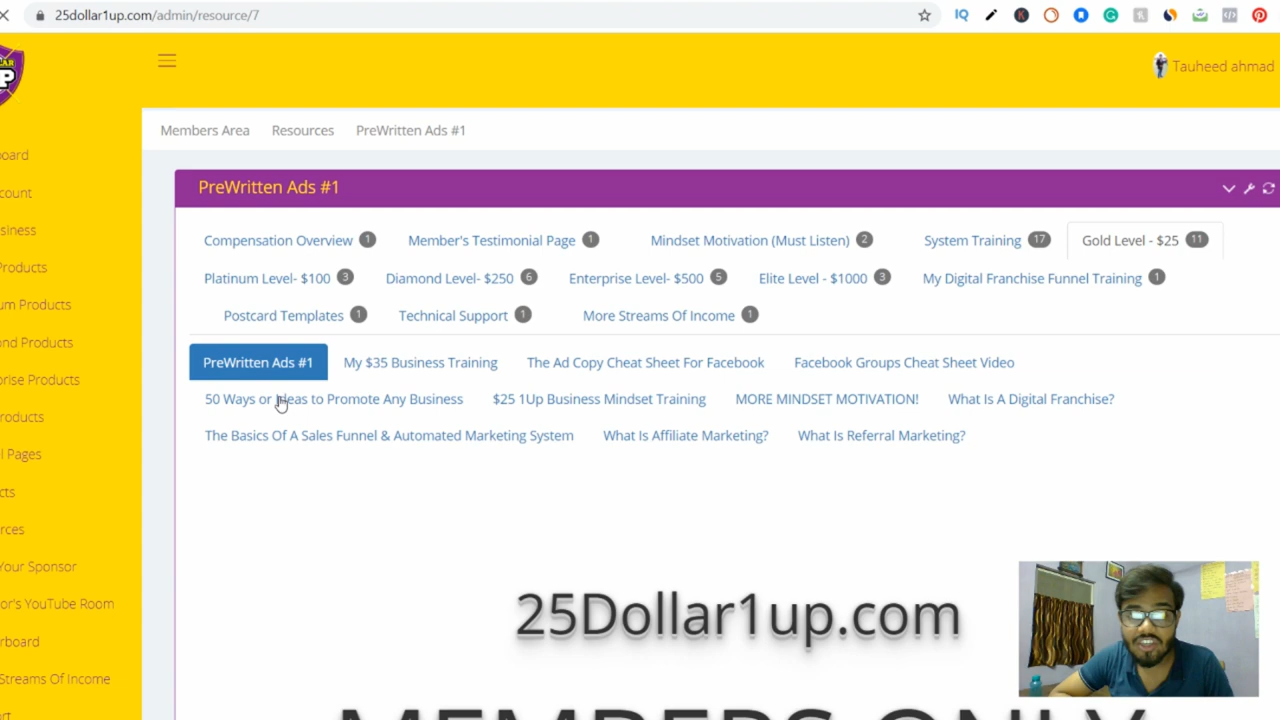 25dollar1up.com/admin/resource/7
Tauheed ahmad
Members Area Resources PreWritten Ads #1
PreWritten Ads #1
Compensation Overview 1 Member's Testimonial Page 1 Mindset Motivation (Must Listen) 2 System Training 17 Gold Level - $25 11
Platinum Level- $100 3 Diamond Level- $250 6 Enterprise Level- $500 5 Elite Level - $1000 3 My Digital Franchise Funnel Training 1
Postcard Templates 1 Technical Support 1 More Streams Of Income 1
PreWritten Ads #1 My $35 Business Training The Ad Copy Cheat Sheet For Facebook Facebook Groups Cheat Sheet Video
50 Ways or Ideas to Promote Any Business $25 1Up Business Mindset Training MORE MINDSET MOTIVATION! What Is A Digital Franchise?
The Basics Of A Sales Funnel & Automated Marketing System What Is Affiliate Marketing? What Is Referral Marketing?
25Dollar1up.com
MEMBERS ONLY
oard
count
siness
Products
um Products
ond Products
prise Products
roducts
l Pages
cts
rces
Your Sponsor
or's YouTube Room
rboard
Streams Of Income